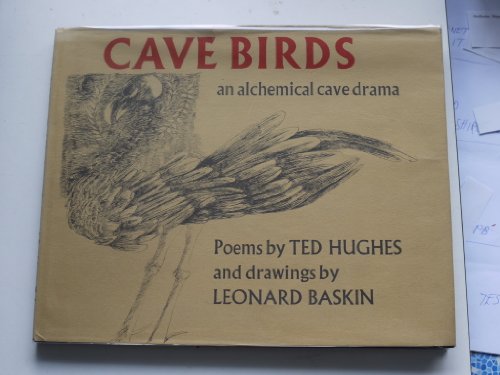 CAVE BIRDS
an alchemical cave drama
Poems by TED HUGHES
and drawings by
LEONARD BASKIN